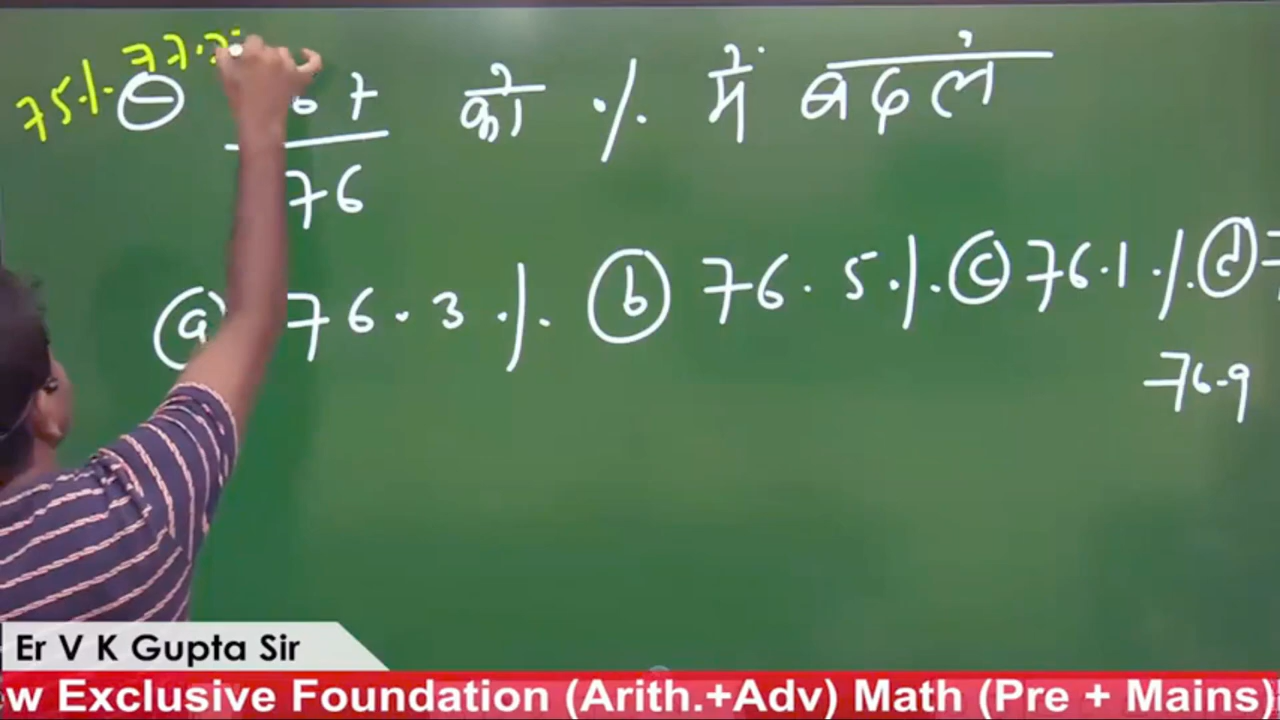 75% 77.7
67 को % में बदलें
76
(a) 76.3% (b) 76.5% (c) 76.1% (d) 7
76.9
Er V K Gupta Sir
w Exclusive Foundation (Arith.+Adv) Math (Pre + Mains)